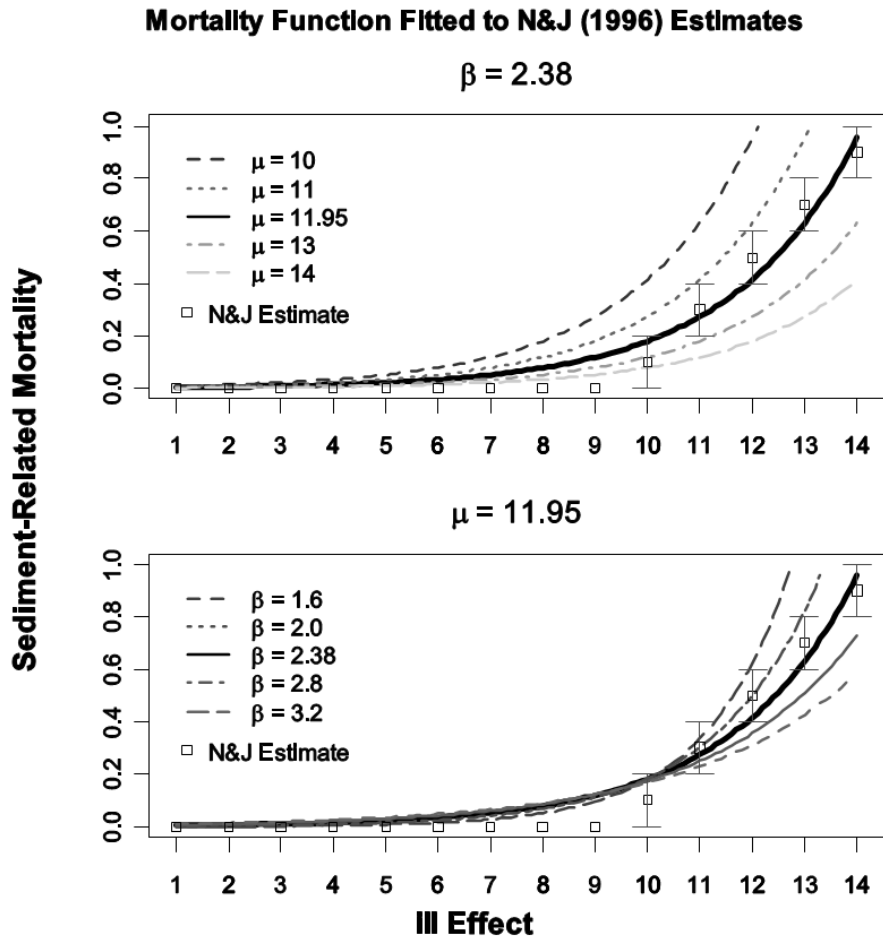 Mortality Function Fitted to N&J (1996) Estimates
β = 2.38
Sediment-Related Mortality
1.0
0.8
0.6
0.4
0.2
0.0
μ = 10
μ = 11
μ = 11.95
μ = 13
μ = 14
N&J Estimate
1 2 3 4 5 6 7 8 9 10 11 12 13 14
μ = 11.95
1.0
0.8
0.6
0.4
0.2
0.0
β = 1.6
β = 2.0
β = 2.38
β = 2.8
β = 3.2
N&J Estimate
1 2 3 4 5 6 7 8 9 10 11 12 13 14
Ill Effect